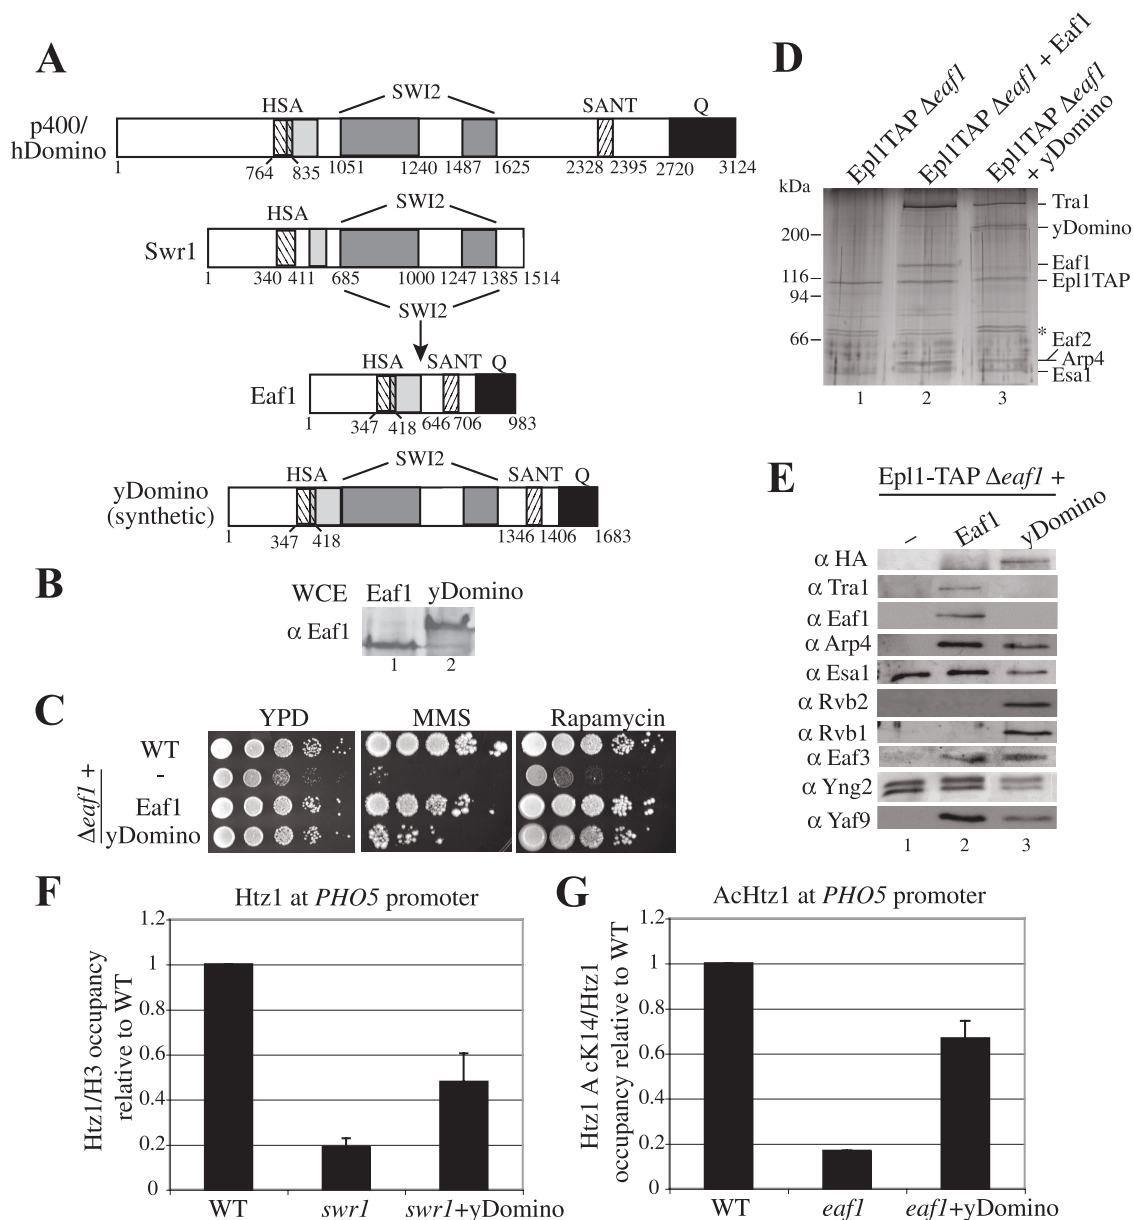 A
p400/
hDomino
HSA
SWI2
SANT
Q
1
764
835
1051
1240
1487
1625
2328
2395
2720
3124
Swr1
HSA
SWI2
1
340
411
685
1000
1247
1385
1514
SWI2
Eaf1
HSA
SANT
Q
1
347
418
646
706
983
yDomino
(synthetic)
HSA
SWI2
SANT
Q
1
347
418
1346
1406
1683
B
WCE Eaf1 yDomino
α Eaf1
1 2
C
YPD MMS Rapamycin
WT
Δeaf1 +
-
Eaf1
yDomino
D
Epl1TAP Δeaf1
Epl1TAP Δeaf1 + Eaf1
Epl1TAP Δeaf1
+ yDomino
kDa
200
116
94
66
Tra1
yDomino
Eaf1
Epl1TAP
*
Eaf2
Arp4
Esa1
1 2 3
E
Epl1-TAP Δeaf1 +
– Eaf1 yDomino
α HA
α Tra1
α Eaf1
α Arp4
α Esa1
α Rvb2
α Rvb1
α Eaf3
α Yng2
α Yaf9
1 2 3
F
Htz1 at PHO5 promoter
Htz1/H3 occupancy
relative to WT
1.2
1
0.8
0.6
0.4
0.2
0
WT swr1 swr1+yDomino
G
AcHtz1 at PHO5 promoter
Htz1 A cK14/Htz1
occupancy relative to WT
1.2
1
0.8
0.6
0.4
0.2
0
WT eaf1 eaf1+yDomino